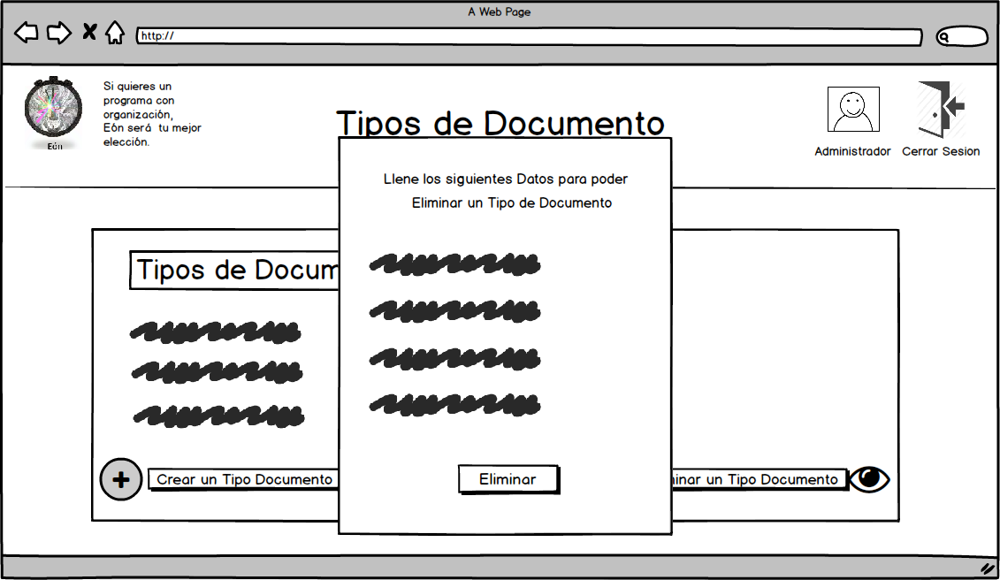 A Web Page
http://
Si quieres un
programa con
organización,
Eón será tu mejor
elección.
Eón
Tipos de Documento
Administrador
Cerrar Sesion
Llene los siguientes Datos para poder
Eliminar un Tipo de Documento
Tipos de Docum
Crear un Tipo Documento
Eliminar
inar un Tipo Documento